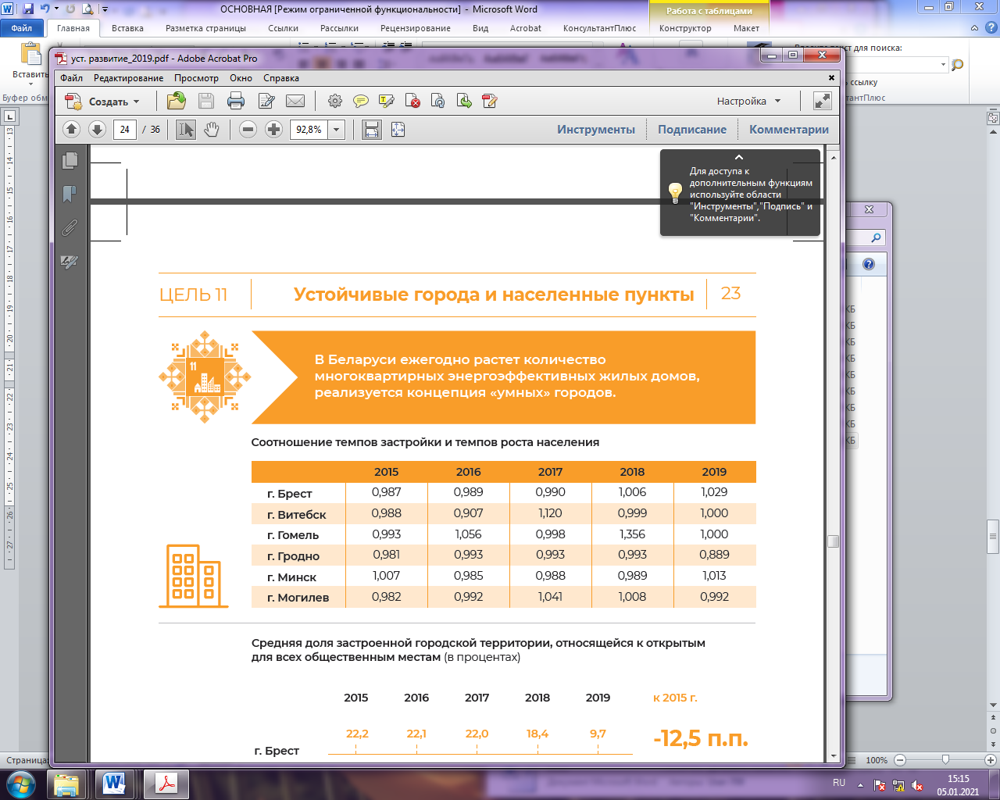 ОСНОВНАЯ [Режим ограниченной функциональности] - Microsoft Word
Работа с таблицами
Файл Главная Вставка Разметка страницы Ссылки Рассылки Рецензирование Вид Acrobat КонсультантПлюс Конструктор Макет
текст для поиска:
Вставить
ссылку
Буфер обм
тантПлюс
уст. развитие_2019.pdf - Adobe Acrobat Pro
Файл Редактирование Просмотр Окно Справка
Создать
Настройка
24 / 36
92,8%
Инструменты Подписание Комментарии
Для доступа к
дополнительным функциям
используйте области
"Инструменты","Подпись" и
"Комментарии".
ЦЕЛЬ 11 Устойчивые города и населенные пункты 23
11
В Беларуси ежегодно растет количество
многоквартирных энергоэффективных жилых домов,
реализуется концепция «умных» городов.
Соотношение темпов застройки и темпов роста населения
2015 2016 2017 2018 2019
г. Брест 0,987 0,989 0,990 1,006 1,029
г. Витебск 0,988 0,907 1,120 0,999 1,000
г. Гомель 0,993 1,056 0,998 1,356 1,000
г. Гродно 0,981 0,993 0,993 0,993 0,889
г. Минск 1,007 0,985 0,988 0,989 1,013
г. Могилев 0,982 0,992 1,041 1,008 0,992
Средняя доля застроенной городской территории, относящейся к открытым
для всех общественным местам (в процентах)
2015 2016 2017 2018 2019 к 2015 г.
22,2 22,1 22,0 18,4 9,7 -12,5 п.п.
г. Брест
КБ
КБ
КБ
КБ
КБ
КБ
КБ
КБ
КБ
Страница:
100%
RU
15:15
05.01.2021